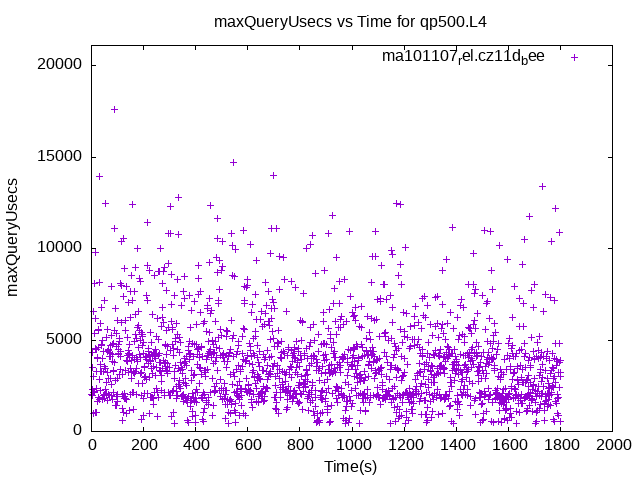 maxQueryUsecs vs Time for qp500.L4
ma101107rel.cz11dbee
20000
15000
10000
5000
0
maxQueryUsecs
0 200 400 600 800 1000 1200 1400 1600 1800 2000
Time(s)